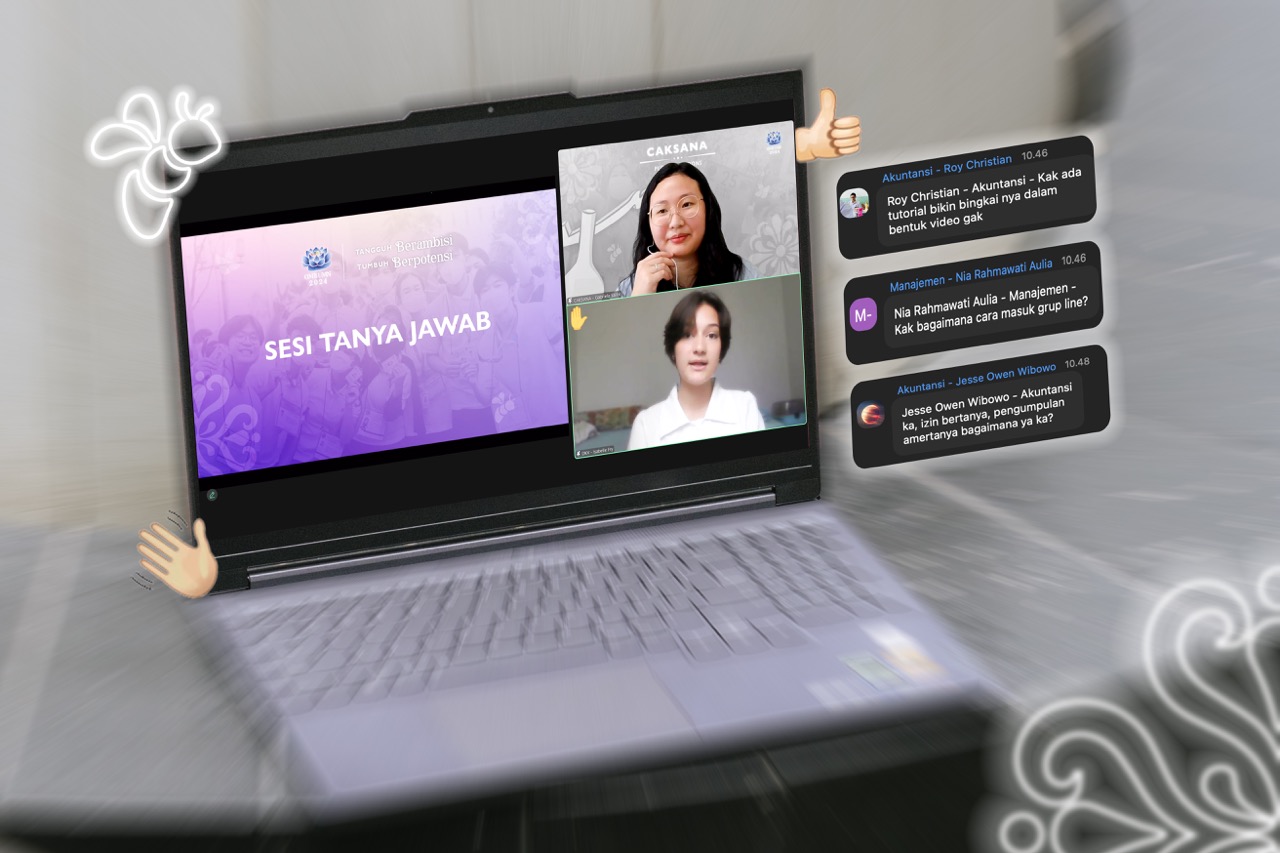 TANGGUH Berambisi
TUMBUH Berpotensi
2024
SESI TANYA JAWAB
CAKSANA
Akuntansi - Roy Christian 10.46
Roy Christian - Akuntansi - Kak ada
tutorial bikin bingkai nya dalam
bentuk video gak
Manajemen - Nia Rahmawati Aulia 10.46
M-
Nia Rahmawati Aulia - Manajemen -
Kak bagaimana cara masuk grup line?
Akuntansi - Jesse Owen Wibowo 10.48
Jesse Owen Wibowo - Akuntansi
ka, izin bertanya, pengumpulan
amertanya bagaimana ya ka?